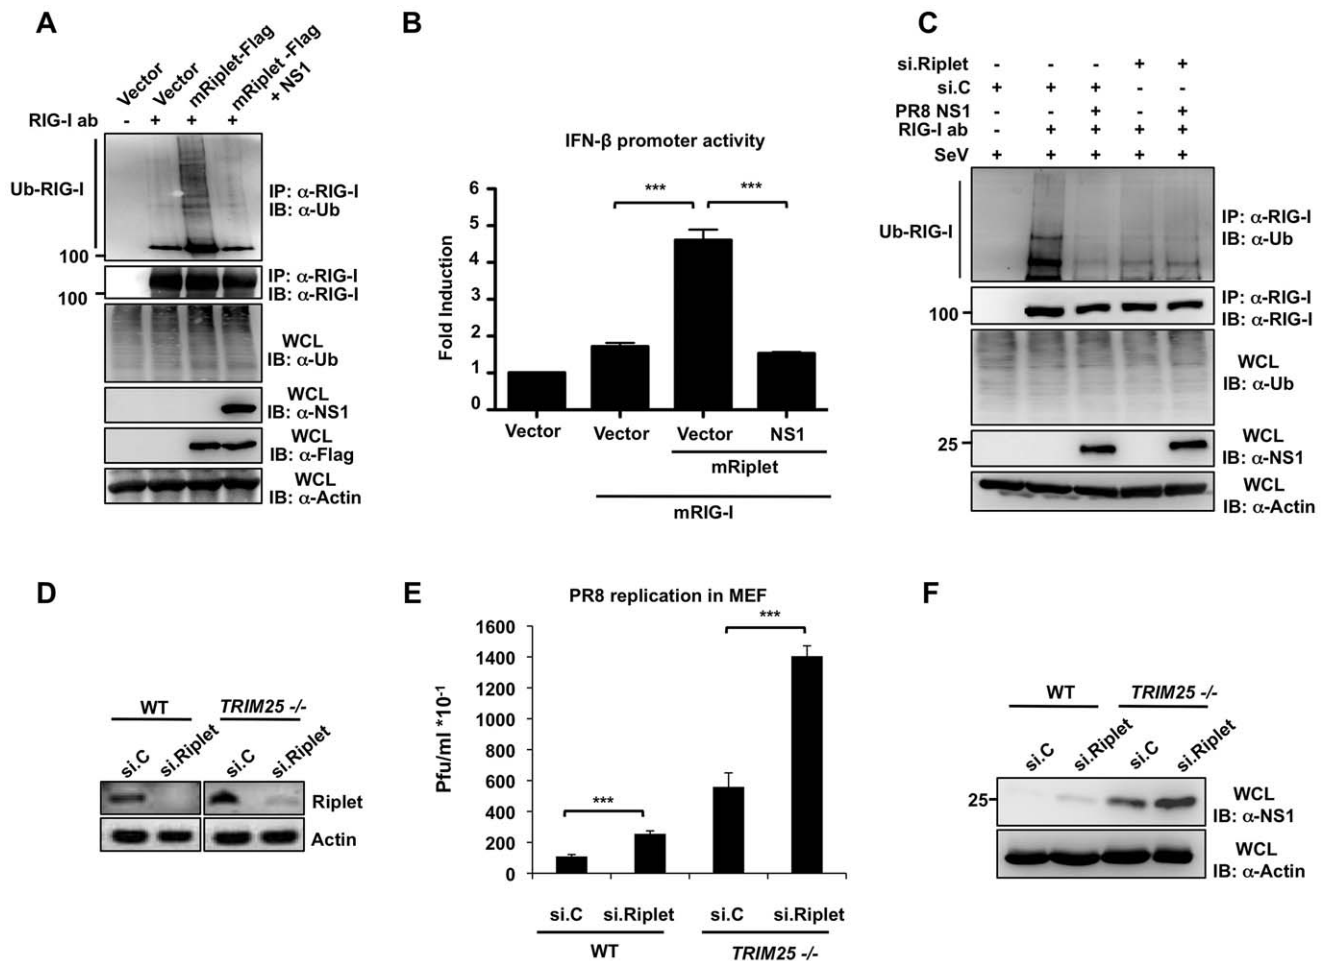 A
Vector
Vector
mRiplet-Flag
mRiplet -Flag
+ NS1
RIG-I ab - + + +
Ub-RIG-I
100
IP: α-RIG-I
IB: α-Ub
100
IP: α-RIG-I
IB: α-RIG-I
WCL
IB: α-Ub
WCL
IB: α-NS1
WCL
IB: α-Flag
WCL
IB: α-Actin
B
IFN-β promoter activity
*** ***
Fold Induction
6
5
4
3
2
1
0
Vector Vector Vector NS1
mRiplet
mRIG-I
C
si.Riplet - - - + +
si.C + + + - -
PR8 NS1 - - + - +
RIG-I ab - + + + +
SeV + + + + +
Ub-RIG-I
IP: α-RIG-I
IB: α-Ub
100
IP: α-RIG-I
IB: α-RIG-I
WCL
IB: α-Ub
25
WCL
IB: α-NS1
WCL
IB: α-Actin
D
WT TRIM25 -/-
si.C si.Riplet si.C si.Riplet
Riplet
Actin
E
PR8 replication in MEF
***
***
Pfu/ml *10-1
1600
1400
1200
1000
800
600
400
200
0
si.C si.Riplet si.C si.Riplet
WT TRIM25 -/-
F
WT TRIM25 -/-
si.C si.Riplet si.C si.Riplet
25
WCL
IB: α-NS1
WCL
IB: α-Actin